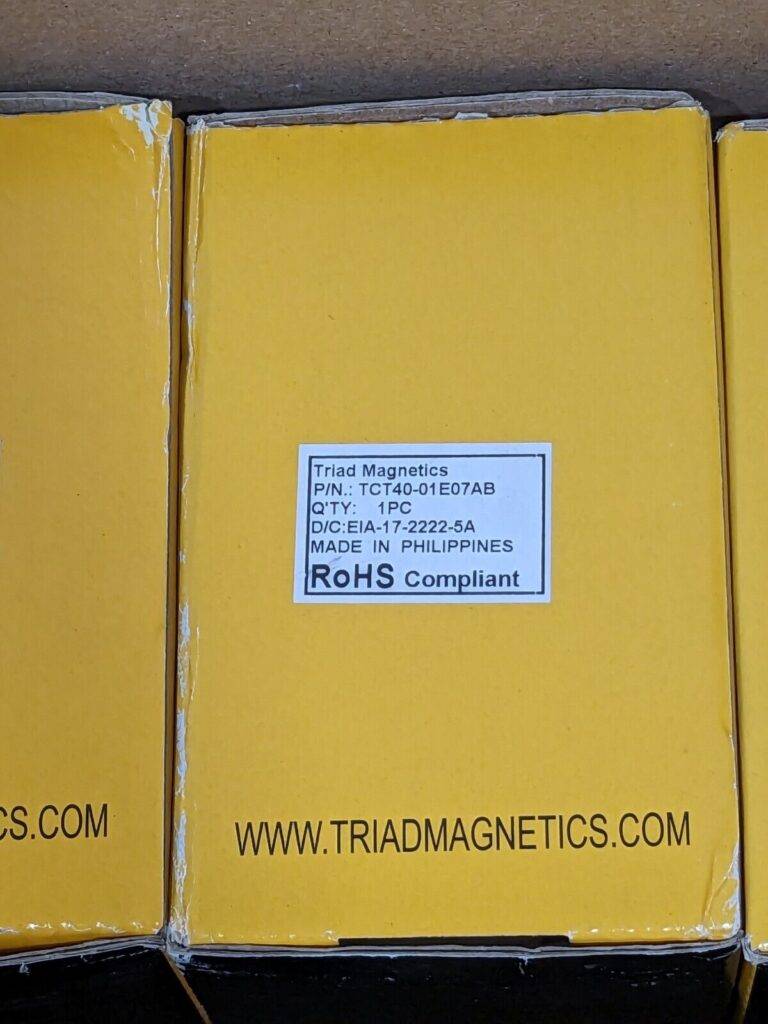 Triad Magnetics
P/N.: TCT40-01E07AB
Q'TY: 1PC
D/C:EIA-17-2222-5A
MADE IN PHILIPPINES
RoHS Compliant
CS.COM
WWW.TRIADMAGNETICS.COM